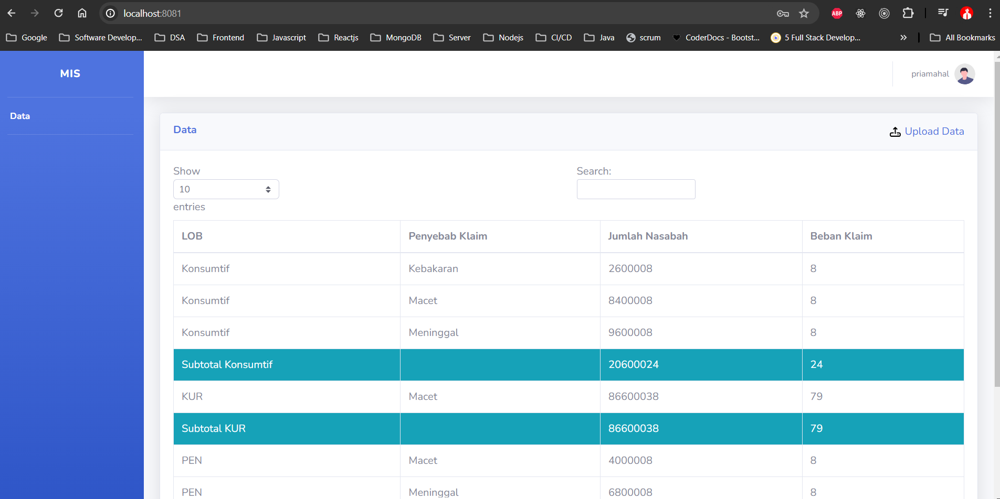 localhost:8081
ABP
Google Software Develop... DSA Frontend Javascript Reactjs MongoDB Server Nodejs CI/CD Java scrum CoderDocs - Bootst... 5 Full Stack Develop... » All Bookmarks
MIS
priamahal
Data
Data
Upload Data
Show
Search:
10
entries
LOB Penyebab Klaim Jumlah Nasabah Beban Klaim
Konsumtif Kebakaran 2600008 8
Konsumtif Macet 8400008 8
Konsumtif Meninggal 9600008 8
Subtotal Konsumtif 20600024 24
KUR Macet 86600038 79
Subtotal KUR 86600038 79
PEN Macet 4000008 8
PEN Meninggal 6800008 8